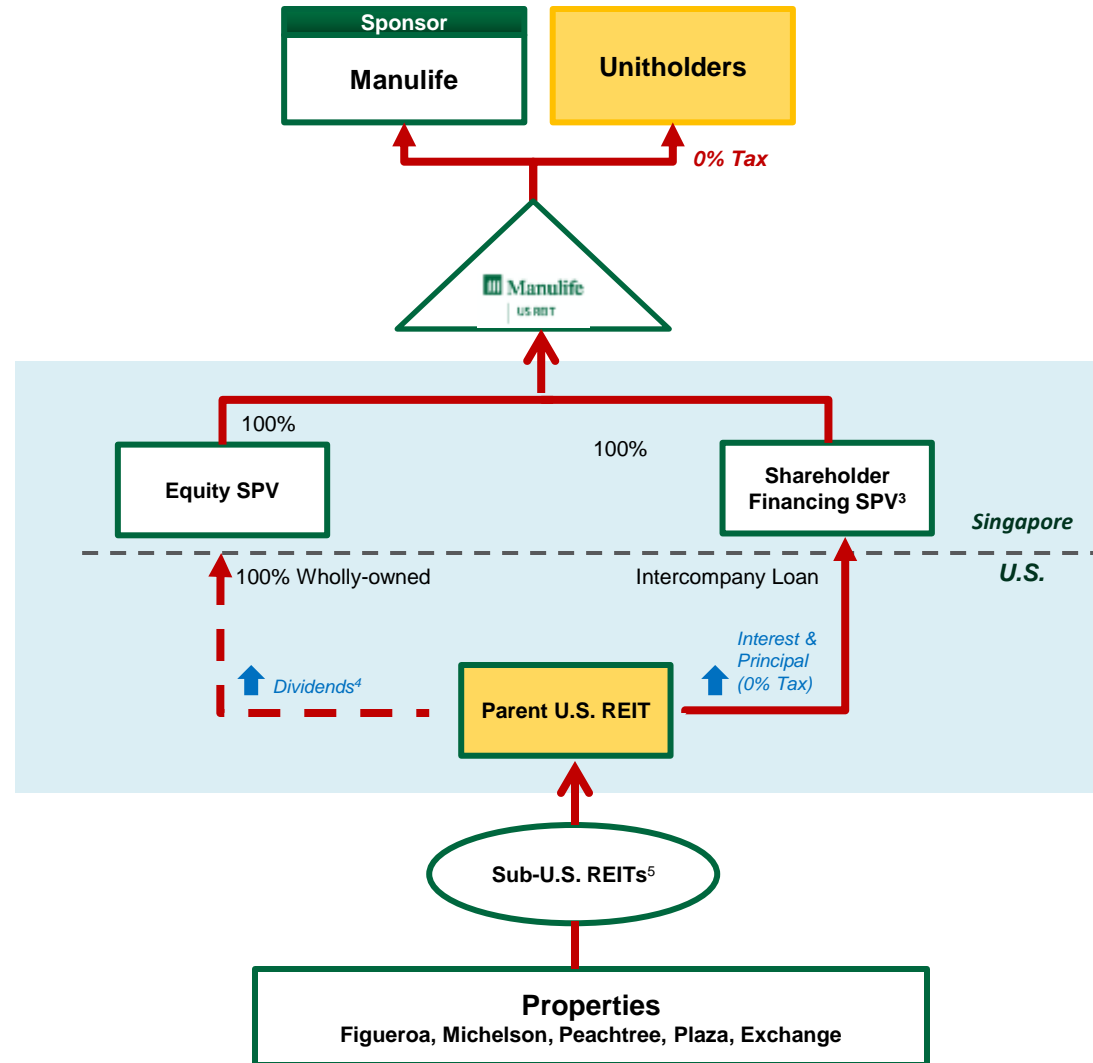 Sponsor
Manulife
Unitholders
0% Tax
Manulife
US REIT
100%
100%
Equity SPV
Shareholder
Financing SPV³
Singapore
100% Wholly-owned
Intercompany Loan
U.S.
Interest &
Principal
(0% Tax)
Dividends⁴
Parent U.S. REIT
Sub-U.S. REITs⁵
Properties
Figueroa, Michelson, Peachtree, Plaza, Exchange